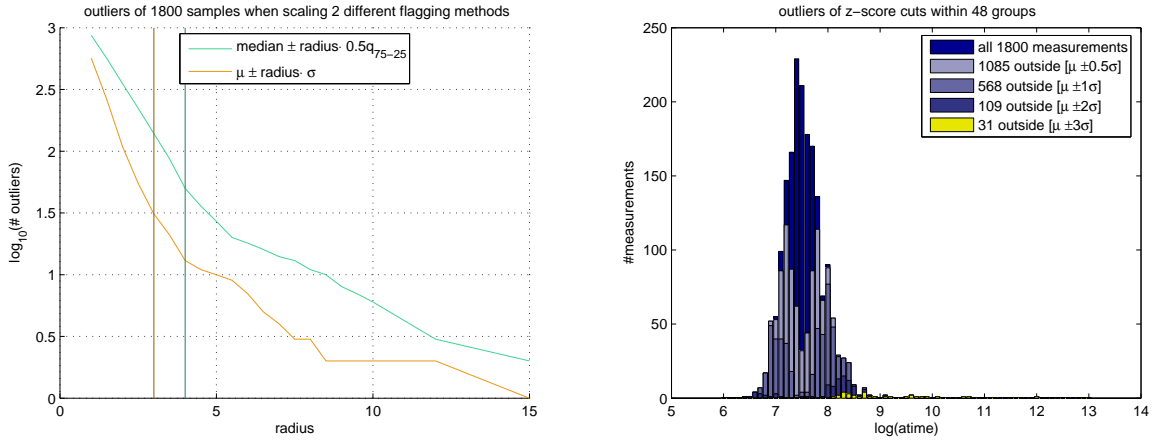 outliers of 1800 samples when scaling 2 different flagging methods
3
median ± radius· 0.5q75−25
μ ± radius· σ
2.5
2
1.5
1
0.5
0
log10(# outliers)
0 5 10 15
radius
outliers of z−score cuts within 48 groups
250
all 1800 measurements
1085 outside [μ ±0.5σ]
568 outside [μ ±1σ]
109 outside [μ ±2σ]
31 outside [μ ±3σ]
200
150
100
50
0
#measurements
5 6 7 8 9 10 11 12 13 14
log(atime)